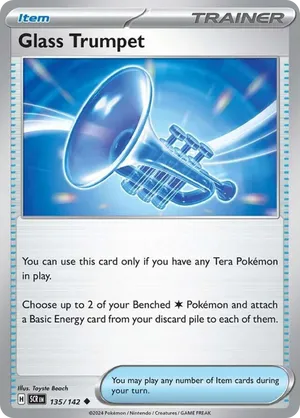 Item
TRAINER
Glass Trumpet
You can use this card only if you have any Tera Pokémon
in play.
Choose up to 2 of your Benched Pokémon and attach
a Basic Energy card from your discard pile to each of them.
Illus. Toyste Beach
H SCR EN 135/142
You may play any number of Item cards during
your turn.
©2024 Pokémon / Nintendo / Creatures / GAME FREAK